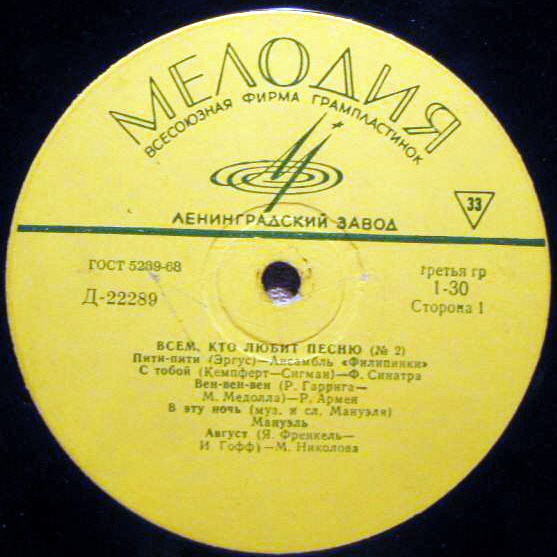 МЕЛОДИЯ
ВСЕСОЮЗНАЯ ФИРМА ГРАМПЛАСТИНОК
33
ЛЕНИНГРАДСКИЙ ЗАВОД
ГОСТ 5289-68
Д-22289
третья гр
1-30
Сторона 1
ВСЕМ, КТО ЛЮБИТ ПЕСНЮ (№ 2)
Пити-пити (Эргус)—Ансамбль «Филипинки»
С тобой (Кемпферт—Сигман)—Ф. Синатра
Вен-вен-вен (Р. Гаррига—
М. Медолла)—Р. Армен
В эту ночь (муз. и сл. Мануэля)
Мануэль
Август (Я. Френкель—
И. Гофф)—М. Николова